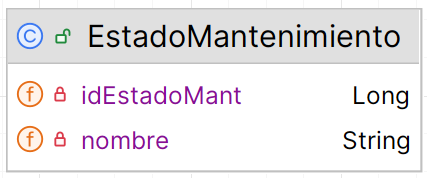 C EstadoMantenimiento
f idEstadoMant Long
f nombre String